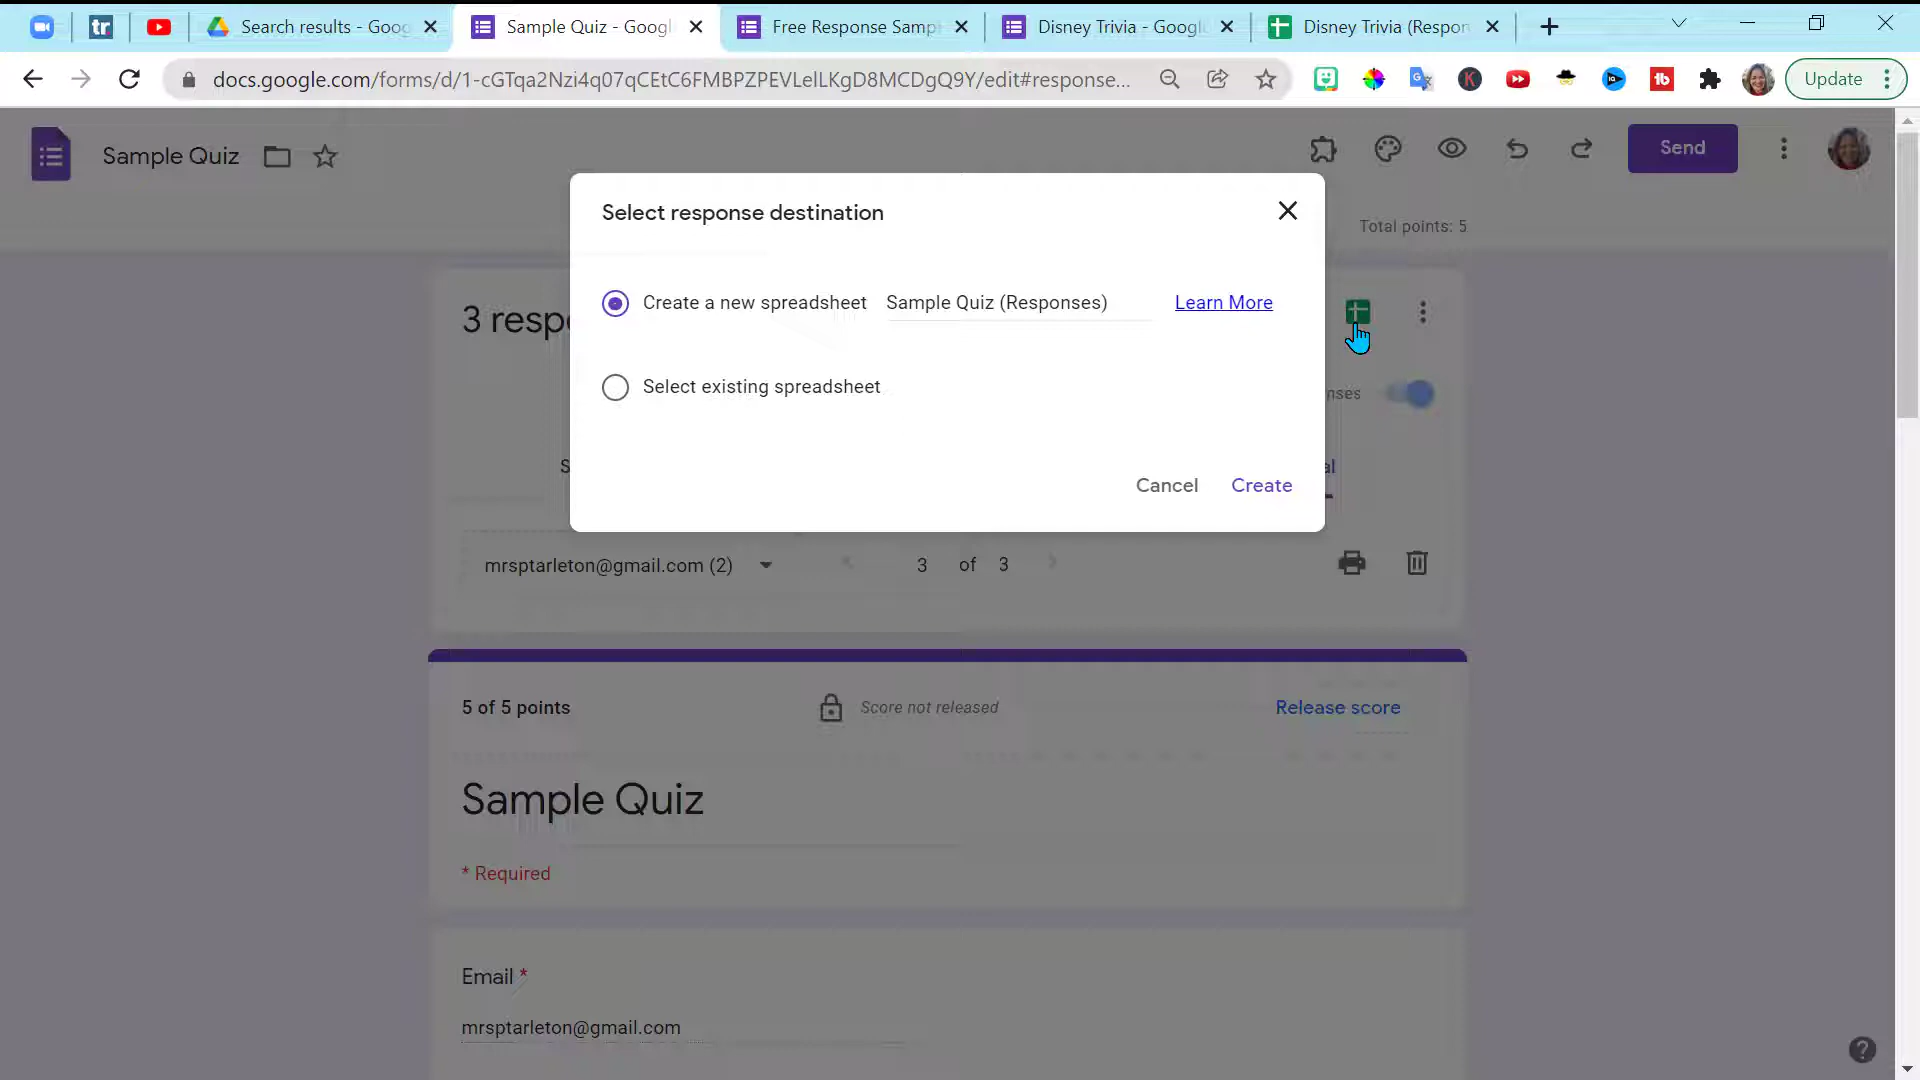 tr
Search results - Goog
Sample Quiz - Googl
Free Response Sampl
Disney Trivia - Googl
Disney Trivia (Respon
docs.google.com/forms/d/1-cGTqa2Nzi4q07qCEtC6FMBPZPEVLelLKgD8MCDgQ9Y/edit#response...
Update
Sample Quiz
Send
Total points: 5
Select response destination
Create a new spreadsheet Sample Quiz (Responses) Learn More
3 resp
Select existing spreadsheet
nses
S
al
Cancel Create
mrsptarleton@gmail.com (2) 3 of 3
5 of 5 points Score not released Release score
Sample Quiz
* Required
Email *
mrsptarleton@gmail.com